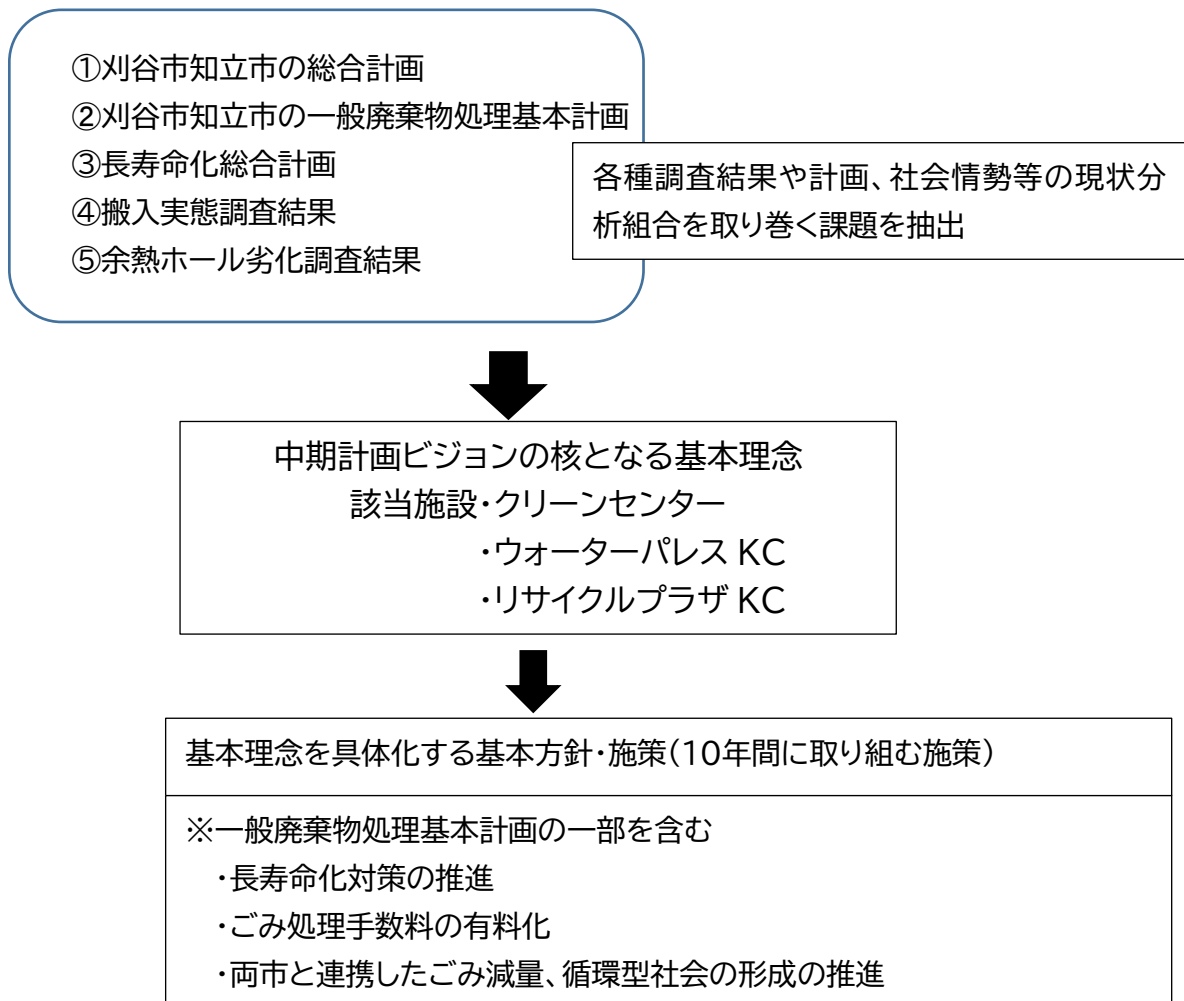 ①刈谷市知立市の総合計画
②刈谷市知立市の一般廃棄物処理基本計画
③長寿命化総合計画
④搬入実態調査結果
⑤余熱ホール劣化調査結果
各種調査結果や計画、社会情勢等の現状分
析組合を取り巻く課題を抽出
中期計画ビジョンの核となる基本理念
該当施設・クリーンセンター
・ウォーターパレス KC
・リサイクルプラザ KC
基本理念を具体化する基本方針・施策(10年間に取り組む施策)
※一般廃棄物処理基本計画の一部を含む
・長寿命化対策の推進
・ごみ処理手数料の有料化
・両市と連携したごみ減量、循環型社会の形成の推進